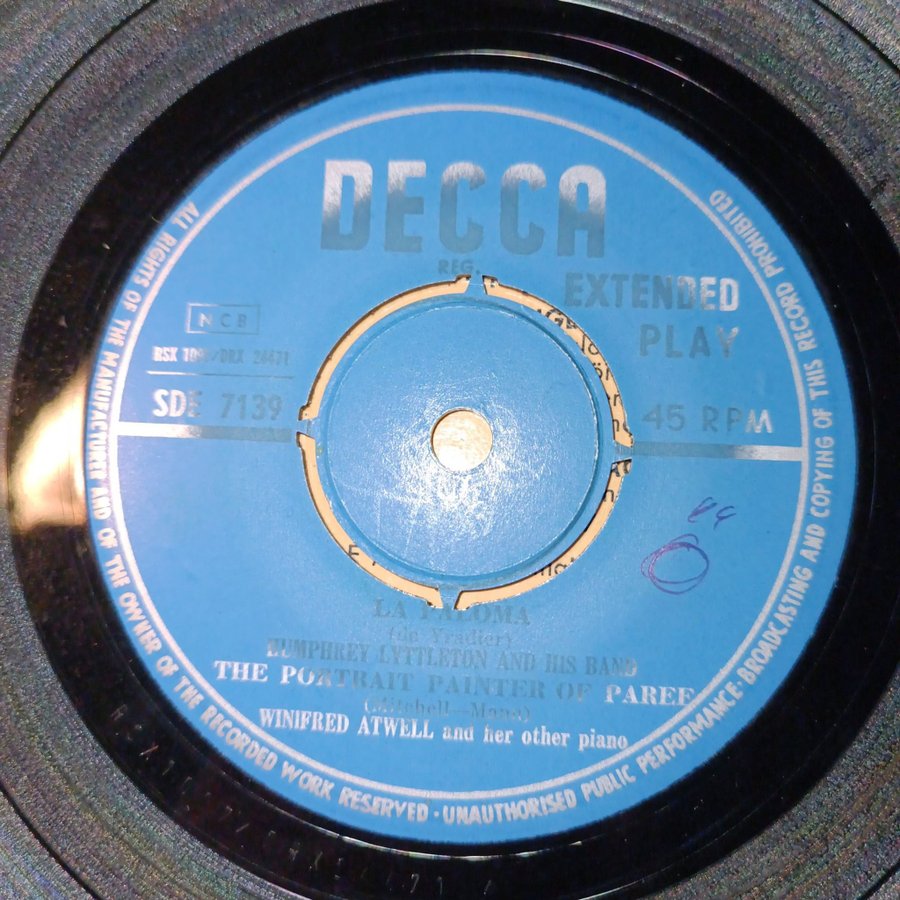 DECCA
REG.
EXTENDED
PLAY
NCB
SDE 7139
45 RPM
LA PALOMA
(de Yradier)
HUMPHREY LYTTLETON AND HIS BAND
THE PORTRAIT PAINTER OF PAREE
WINIFRED ATWELL and her other piano
ALL RIGHTS OF THE MANUFACTURER AND OF THE OWNER OF THE RECORDED WORK RESERVED · UNAUTHORISED PUBLIC PERFORMANCE · BROADCASTING AND COPYING OF THIS RECORD PROHIBITED